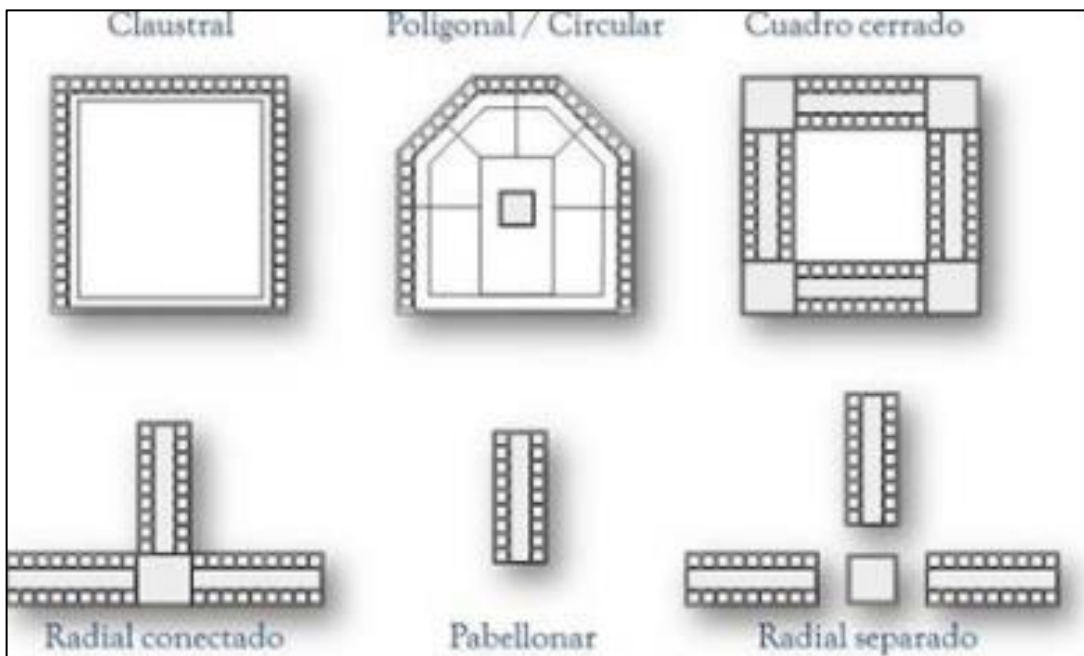 Claustral
Poligonal / Circular
Cuadro cerrado
Radial conectado
Pabellonar
Radial separado